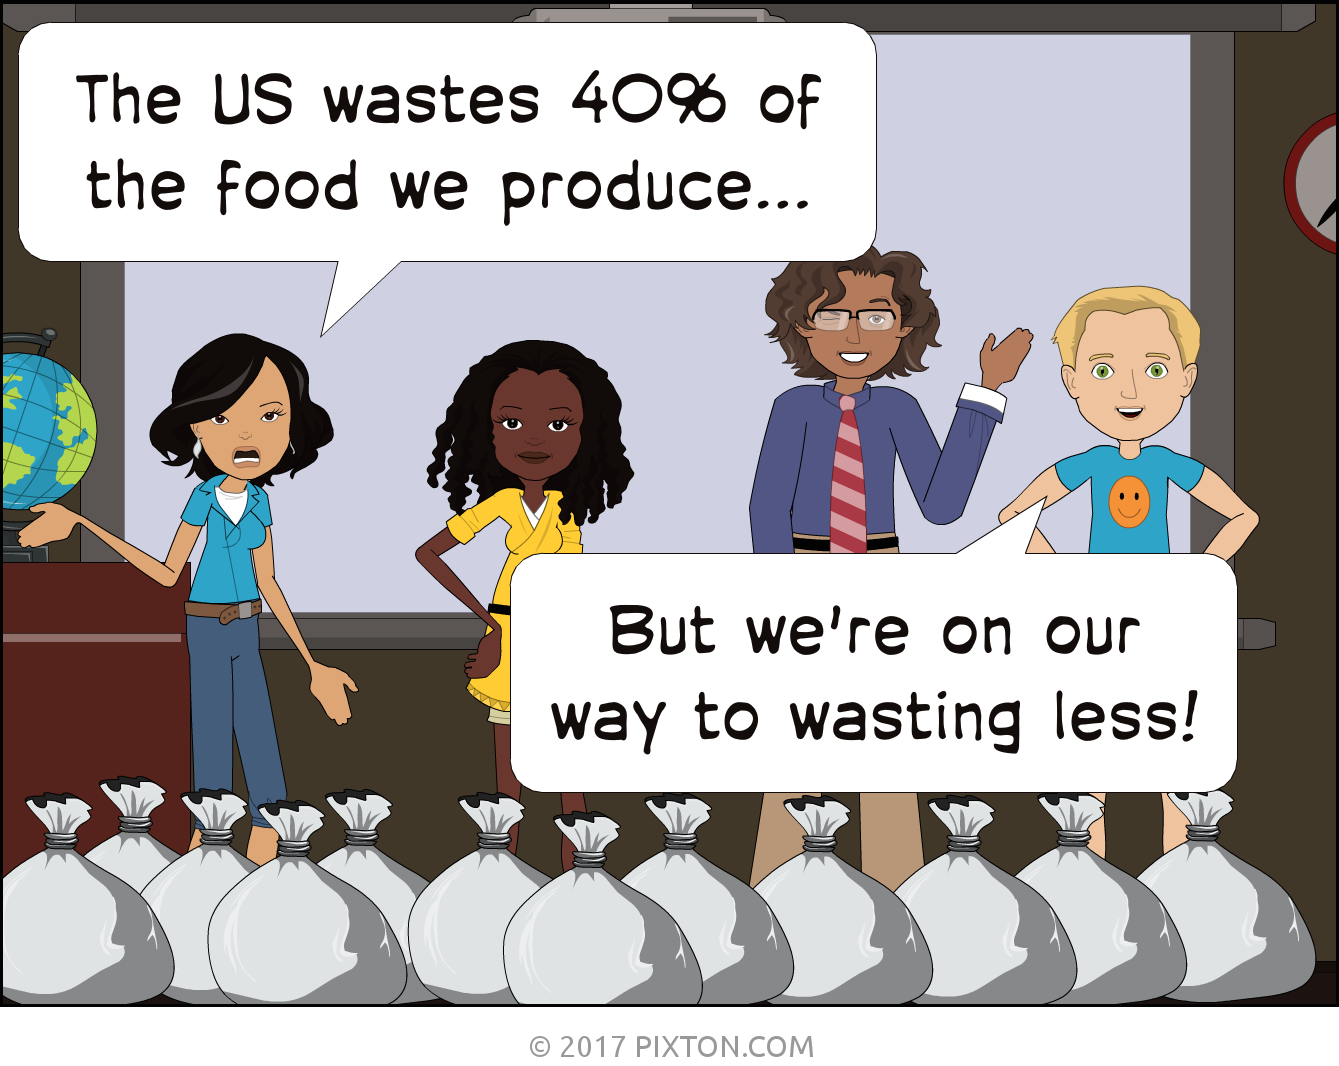 The US wastes 40% of
the food we produce...
But we're on our
way to wasting less!
© 2017 PIXTON.COM